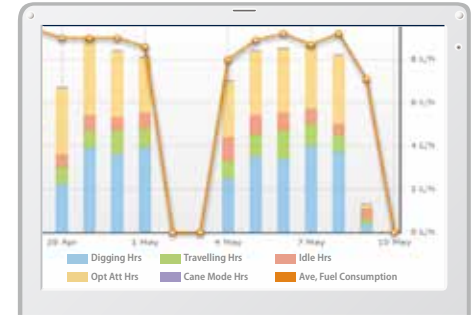 8 L/h
6 L/h
4 L/h
0 L/h
28 Apr 1 May 4 May 7 May 10 May
Digging Hrs Travelling Hrs Idle Hrs
Opt Att Hrs Cane Mode Hrs Ave, Fuel Consumption